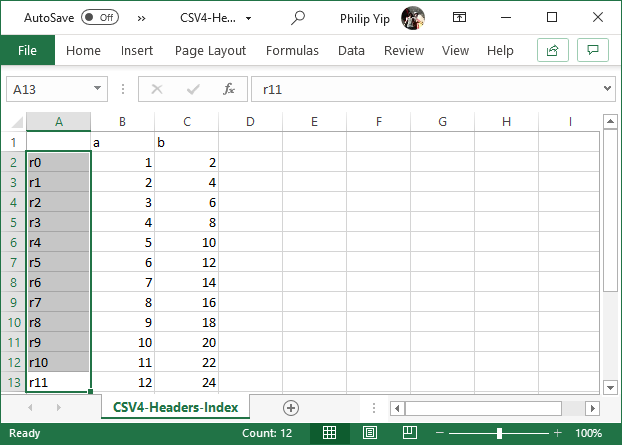 AutoSave Off CSV4-He... Philip Yip
File Home Insert Page Layout Formulas Data Review View Help
A13 fx r11
A B C D E F G H I
1 a b
2 r0 1 2
3 r1 2 4
4 r2 3 6
5 r3 4 8
6 r4 5 10
7 r5 6 12
8 r6 7 14
9 r7 8 16
10 r8 9 18
11 r9 10 20
12 r10 11 22
13 r11 12 24
CSV4-Headers-Index
Ready Count: 12 100%